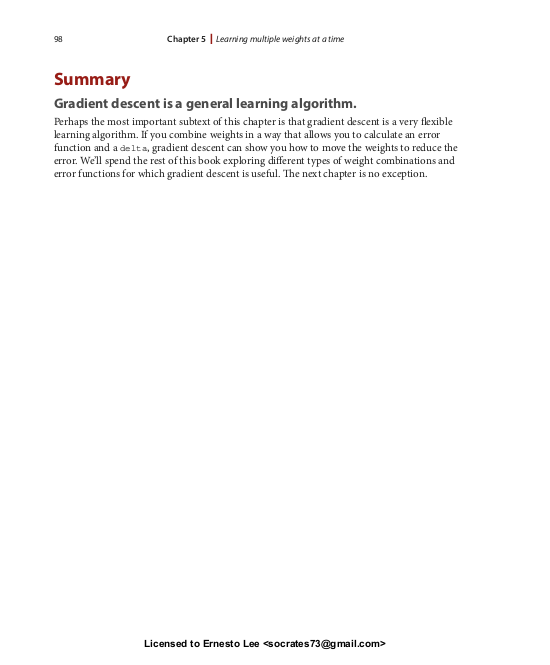 98
Chapter 5 | Learning multiple weights at a time
Summary
Gradient descent is a general learning algorithm.
Perhaps the most important subtext of this chapter is that gradient descent is a very flexible
learning algorithm. If you combine weights in a way that allows you to calculate an error
function and a delta, gradient descent can show you how to move the weights to reduce the
error. We'll spend the rest of this book exploring different types of weight combinations and
error functions for which gradient descent is useful. The next chapter is no exception.
Licensed to Ernesto Lee <socrates73@gmail.com>